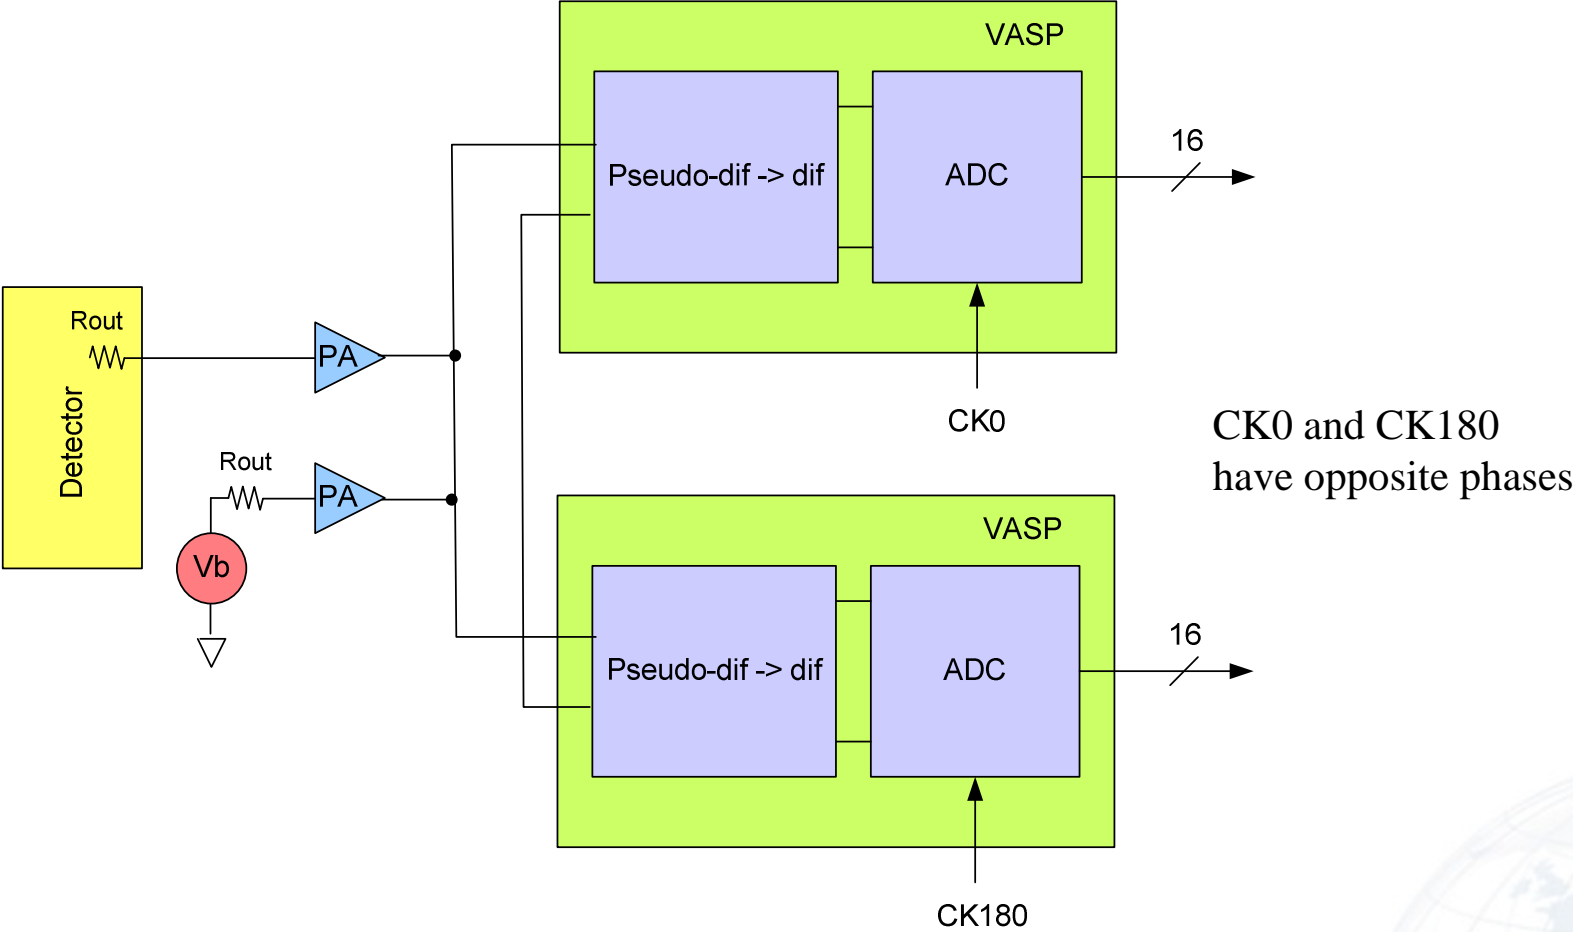 VASP
Pseudo-dif -> dif
ADC
16
CK0
Rout
PA
Detector
Rout
PA
Vb
CK0 and CK180
have opposite phases
VASP
Pseudo-dif -> dif
ADC
16
CK180